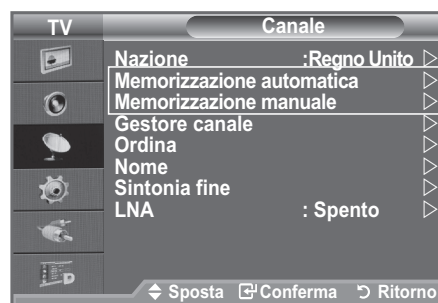 TV Canale
Nazione :Regno Unito
Memorizzazione automatica
Memorizzazione manuale
Gestore canale
Ordina
Nome
Sintonia fine
LNA : Spento
D
Sposta Conferma Ritorno